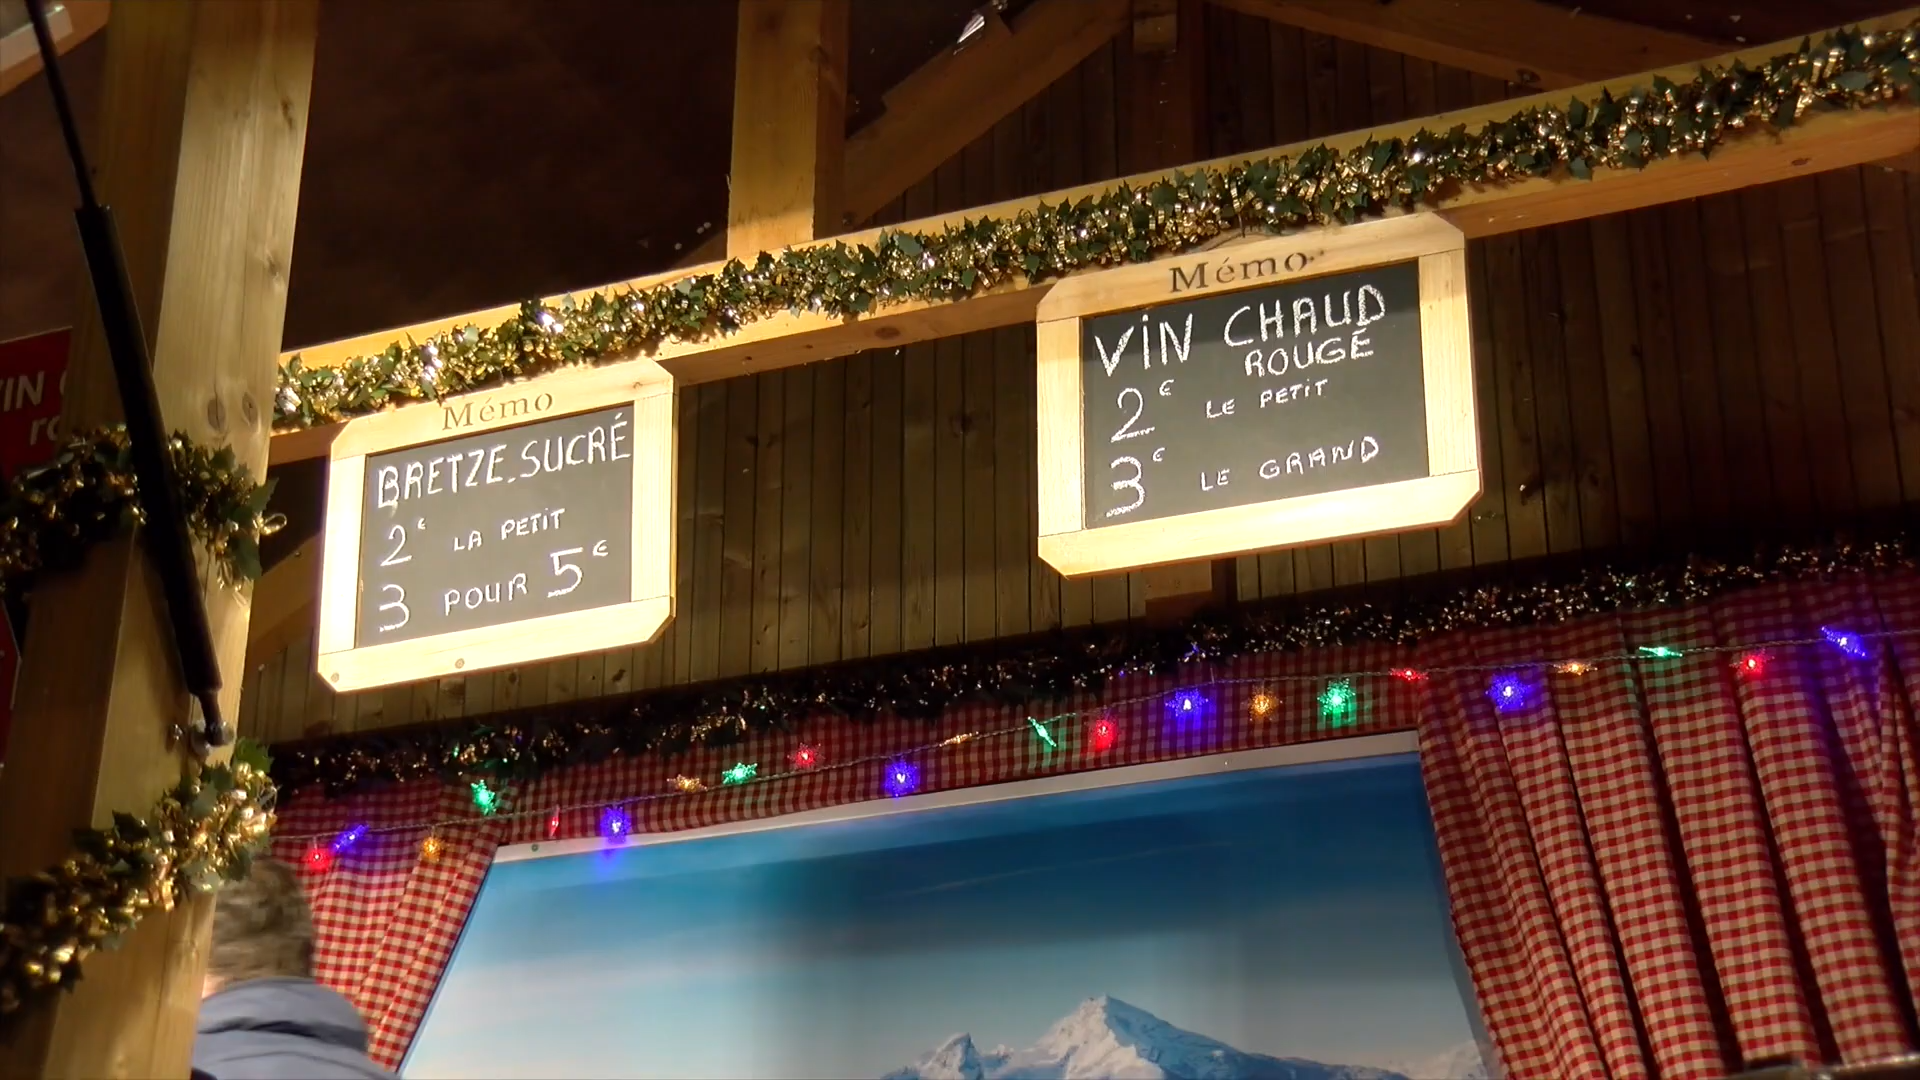 Mémo
BRETZE.SUCRÉ
2€ LA PETIT
3 POUR 5€
Mémo
VIN CHAUD
ROUGE
2€ LE PETIT
3€ LE GRAND